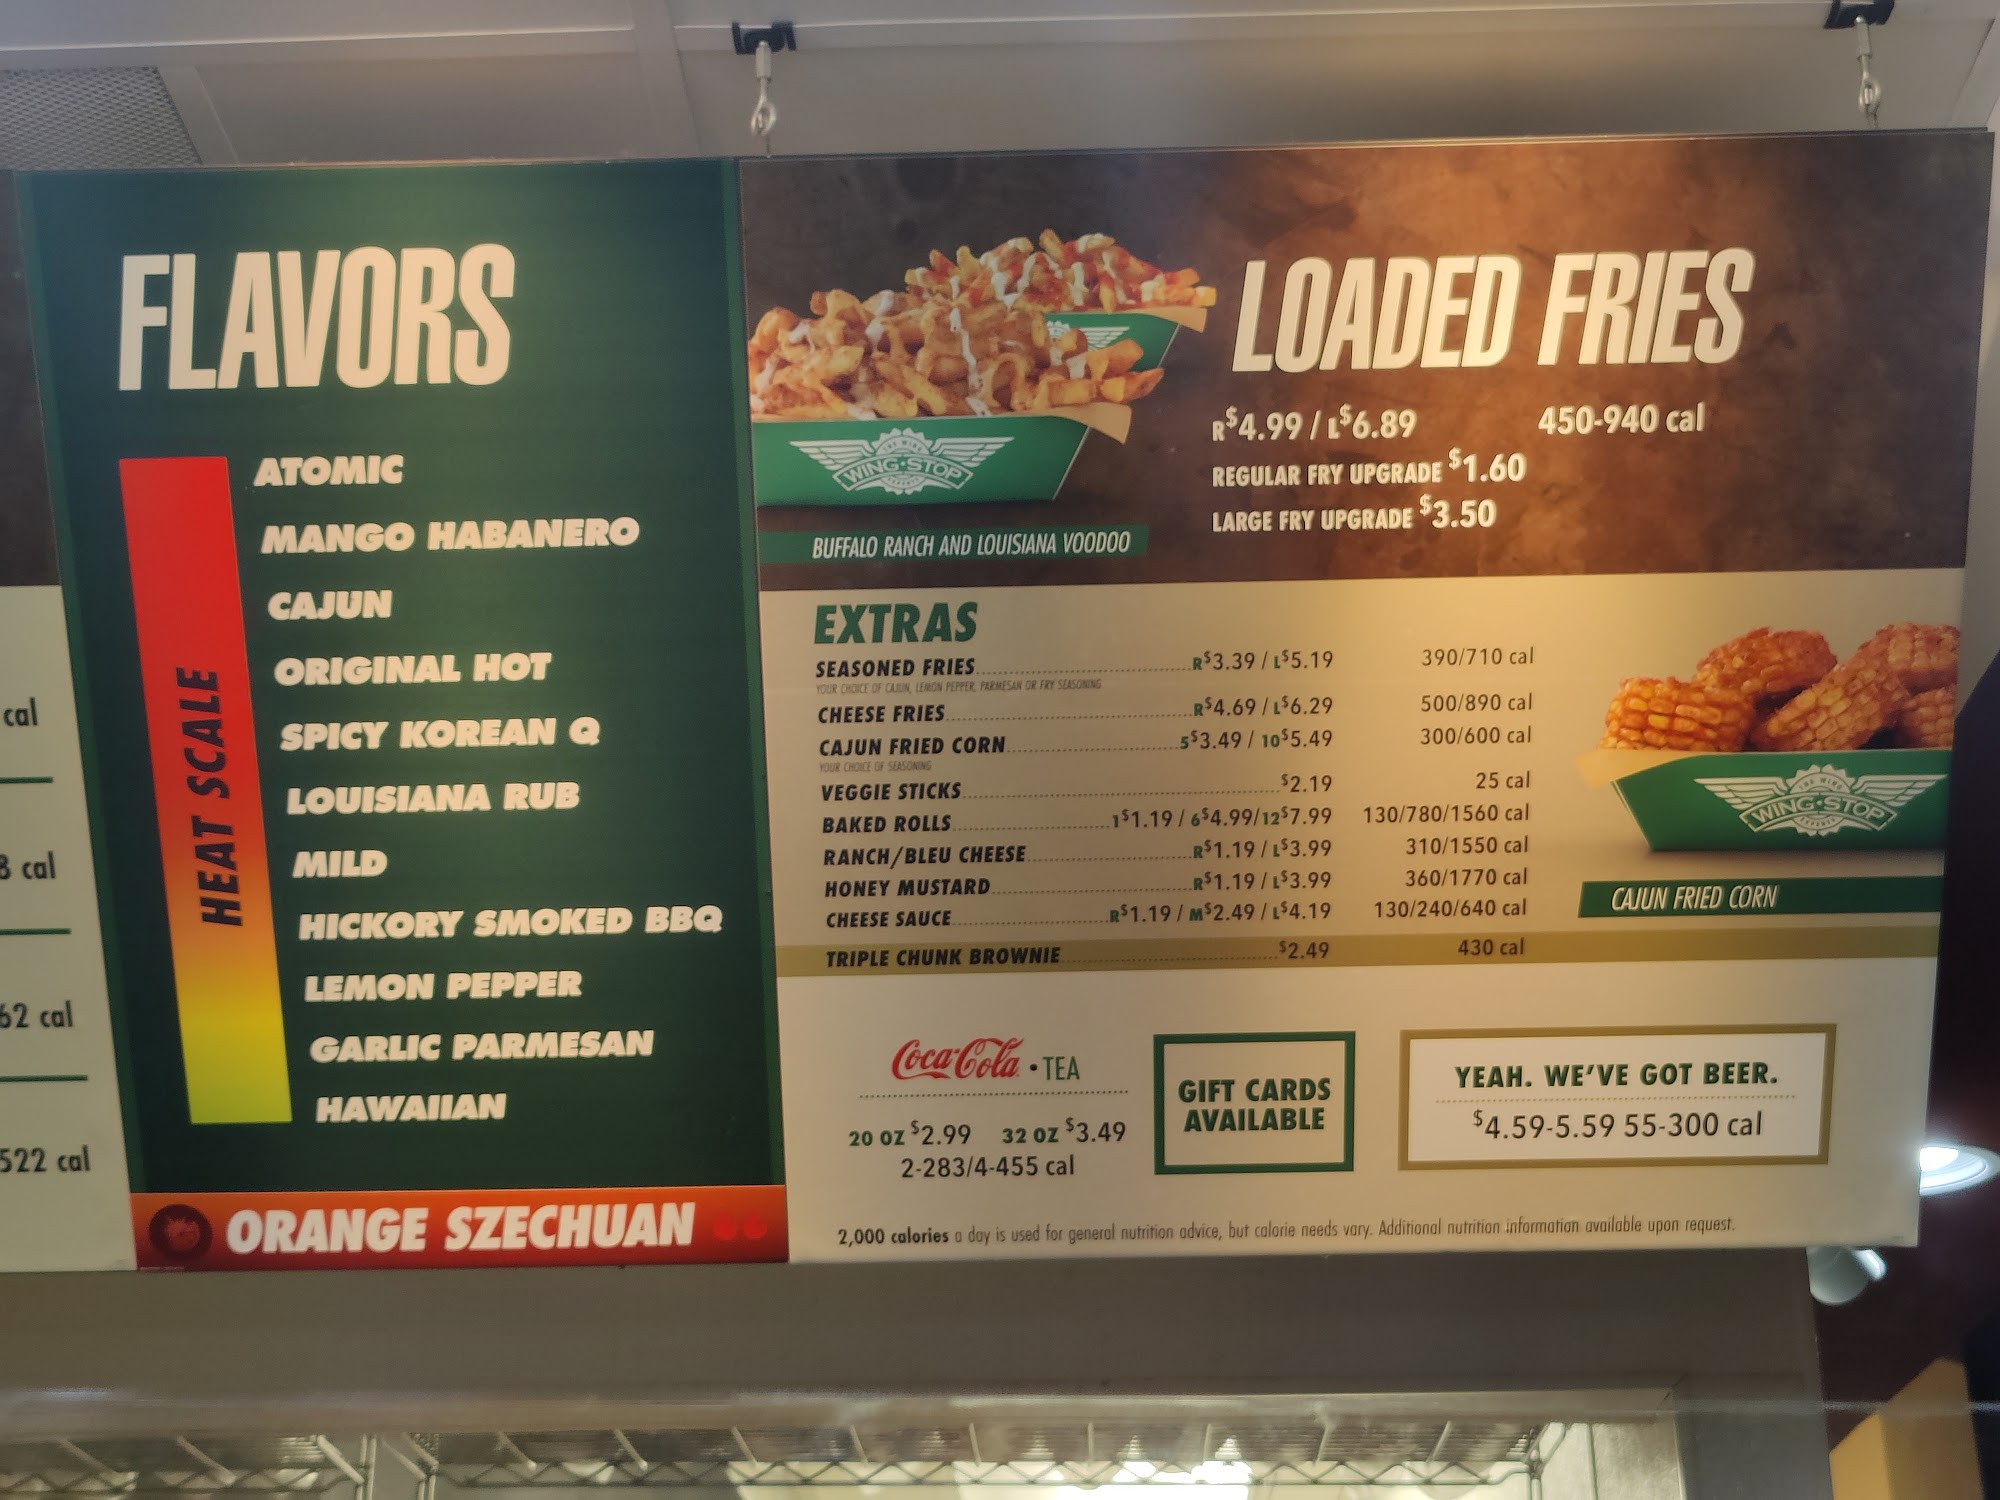 cal
8 cal
62 cal
522 cal
FLAVORS
HEAT SCALE
ATOMIC
MANGO HABANERO
CAJUN
ORIGINAL HOT
SPICY KOREAN Q
LOUISIANA RUB
MILD
HICKORY SMOKED BBQ
LEMON PEPPER
GARLIC PARMESAN
HAWAIIAN
ORANGE SZECHUAN
WING·STOP
BUFFALO RANCH AND LOUISIANA VOODOO
LOADED FRIES
R$4.99 / L$6.89 450-940 cal
REGULAR FRY UPGRADE $1.60
LARGE FRY UPGRADE $3.50
EXTRAS
SEASONED FRIES R$3.39 / L$5.19 390/710 cal
YOUR CHOICE OF CAJUN, LEMON PEPPER, PARMESAN OR FRY SEASONING
CHEESE FRIES R$4.69 / L$6.29 500/890 cal
CAJUN FRIED CORN 5$3.49 / 10$5.49 300/600 cal
YOUR CHOICE OF SEASONING
VEGGIE STICKS $2.19 25 cal
BAKED ROLLS 1$1.19 / 6$4.99/12$7.99 130/780/1560 cal
RANCH/BLEU CHEESE R$1.19 / L$3.99 310/1550 cal
HONEY MUSTARD R$1.19 / L$3.99 360/1770 cal
CHEESE SAUCE R$1.19 / M$2.49 / L$4.19 130/240/640 cal
TRIPLE CHUNK BROWNIE $2.49 430 cal
THE WING
WING·STOP
EXPERTS
CAJUN FRIED CORN
Coca-Cola · TEA
20 OZ $2.99 32 OZ $3.49
2-283/4-455 cal
GIFT CARDS
AVAILABLE
YEAH. WE'VE GOT BEER.
$4.59-5.59 55-300 cal
2,000 calories a day is used for general nutrition advice, but calorie needs vary. Additional nutrition information available upon request.